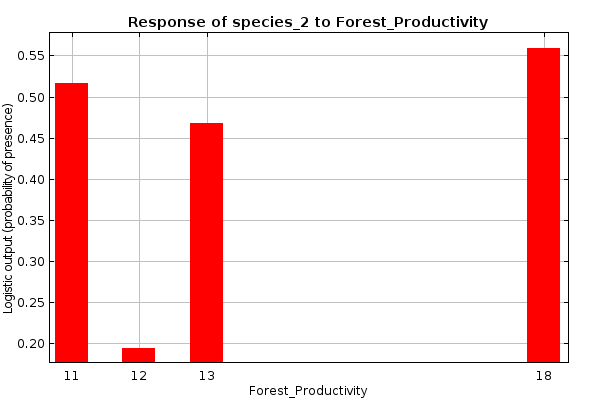 Response of species_2 to Forest_Productivity
Logistic output (probability of presence)
0.55
0.50
0.45
0.40
0.35
0.30
0.25
0.20
11 12 13 18
Forest_Productivity